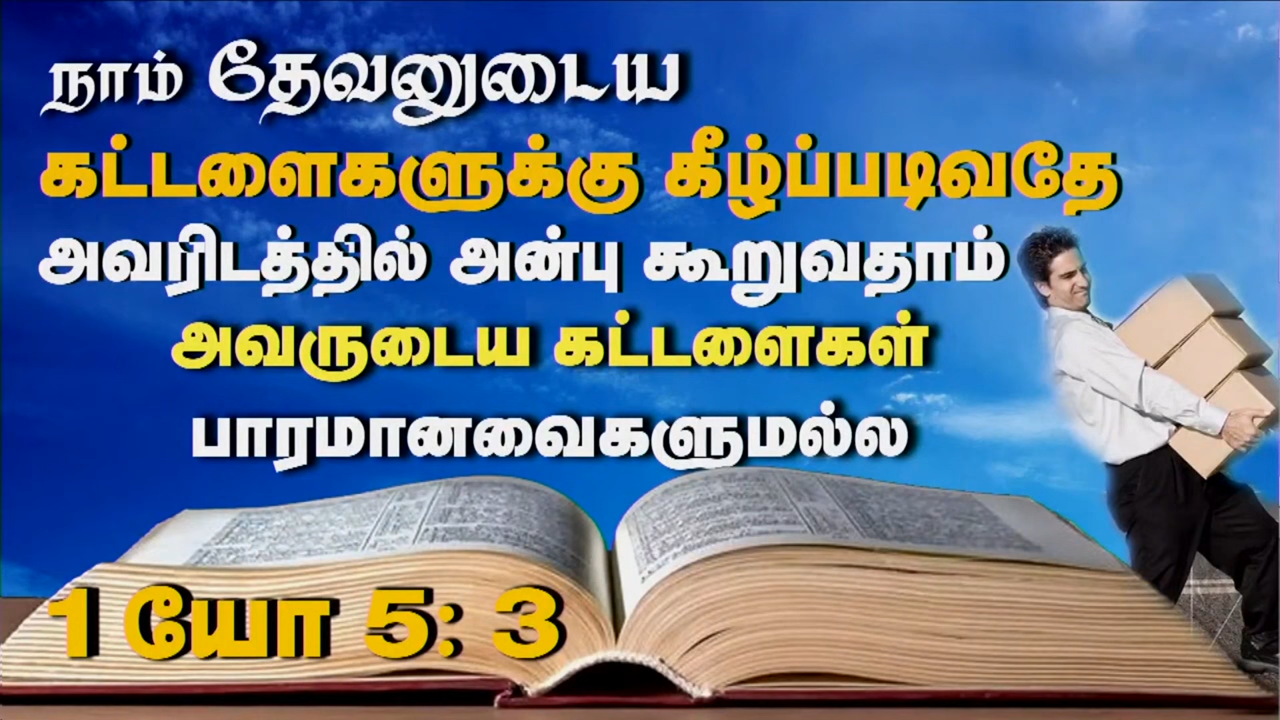 நாம் தேவனுடைய
கட்டளைகளுக்கு கீழ்ப்படிவதே
அவரிடத்தில் அன்பு கூறுவதாம்
அவருடைய கட்டளைகள்
பாரமானவைகளுமல்ல
1 யோ 5: 3